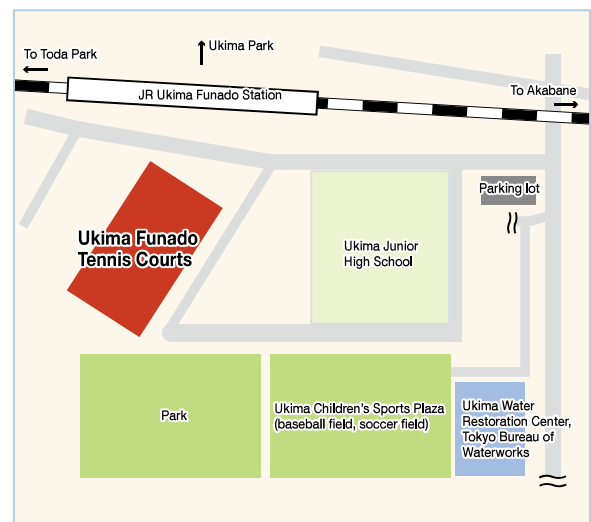 Ukima Park
To Toda Park
To Akabane
JR Ukima Funado Station
Parking lot
Ukima Funado
Tennis Courts
Ukima Junior
High School
Park
Ukima Children's Sports Plaza
(baseball field, soccer field)
Ukima Water
Restoration Center,
Tokyo Bureau of
Waterworks